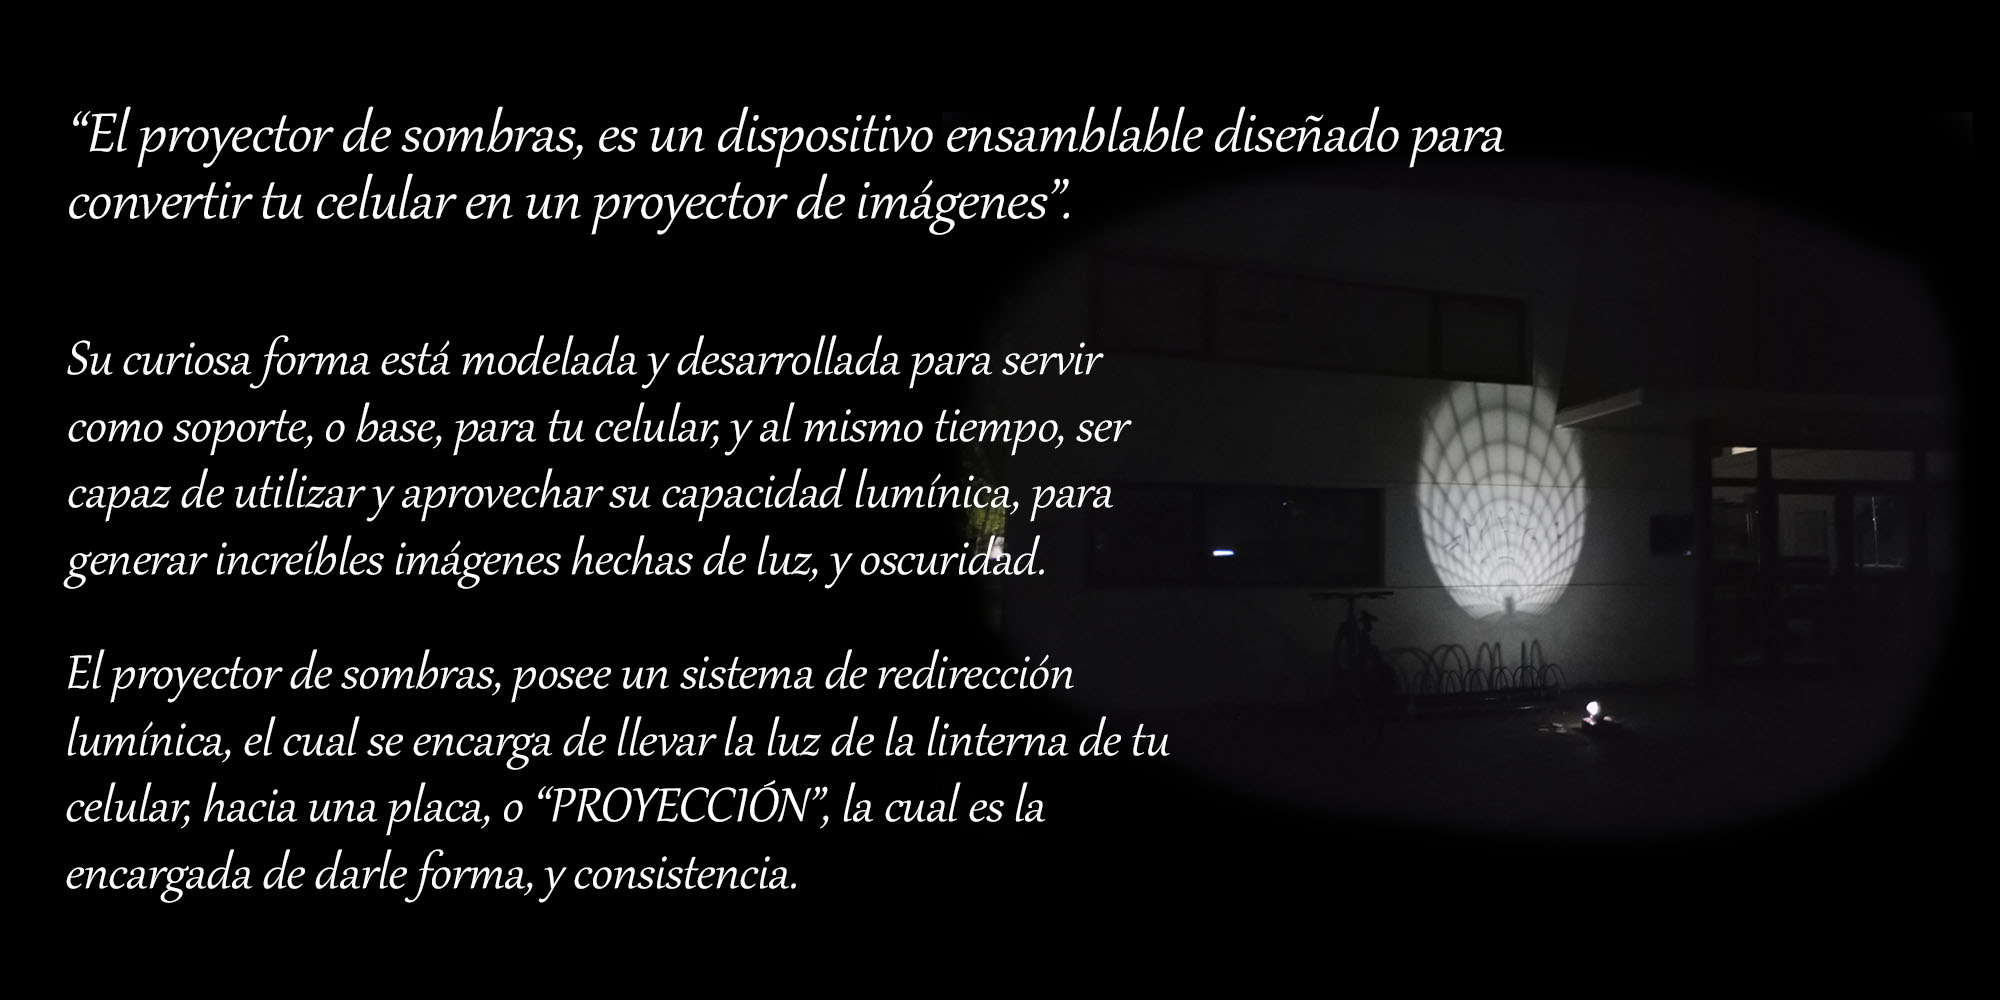 “El proyector de sombras, es un dispositivo ensamblable diseñado para
convertir tu celular en un proyector de imágenes”.
Su curiosa forma está modelada y desarrollada para servir
como soporte, o base, para tu celular, y al mismo tiempo, ser
capaz de utilizar y aprovechar su capacidad lumínica, para
generar increíbles imágenes hechas de luz, y oscuridad.
El proyector de sombras, posee un sistema de redirección
lumínica, el cual se encarga de llevar la luz de la linterna de tu
celular, hacia una placa, o “PROYECCIÓN”, la cual es la
encargada de darle forma, y consistencia.